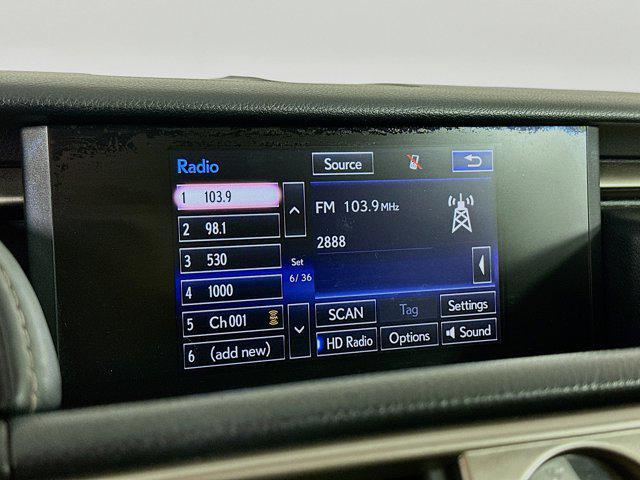 Radio
Source
1 103.9
2 98.1
3 530
4 1000
5 Ch 001
6 (add new)
Set
6/36
FM 103.9 MHz
2888
SCAN
Tag
Settings
HD Radio
Options
Sound